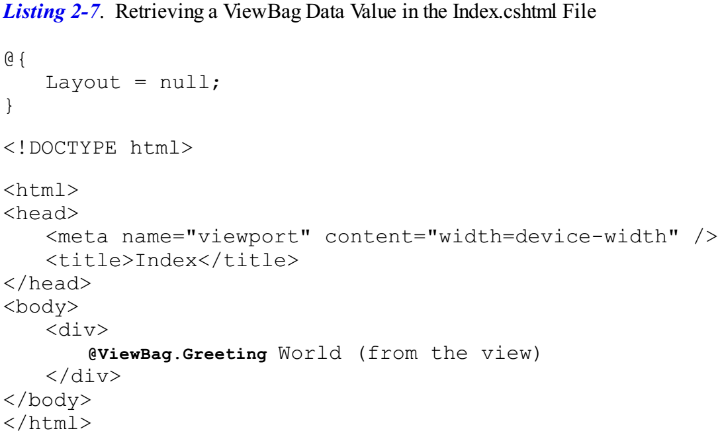 Listing 2-7. Retrieving a ViewBag Data Value in the Index.cshtml File
@{
    Layout = null;
}
<!DOCTYPE html>
<html>
<head>
    <meta name="viewport" content="width=device-width" />
    <title>Index</title>
</head>
<body>
    <div>
        @ViewBag.Greeting World (from the view)
    </div>
</body>
</html>